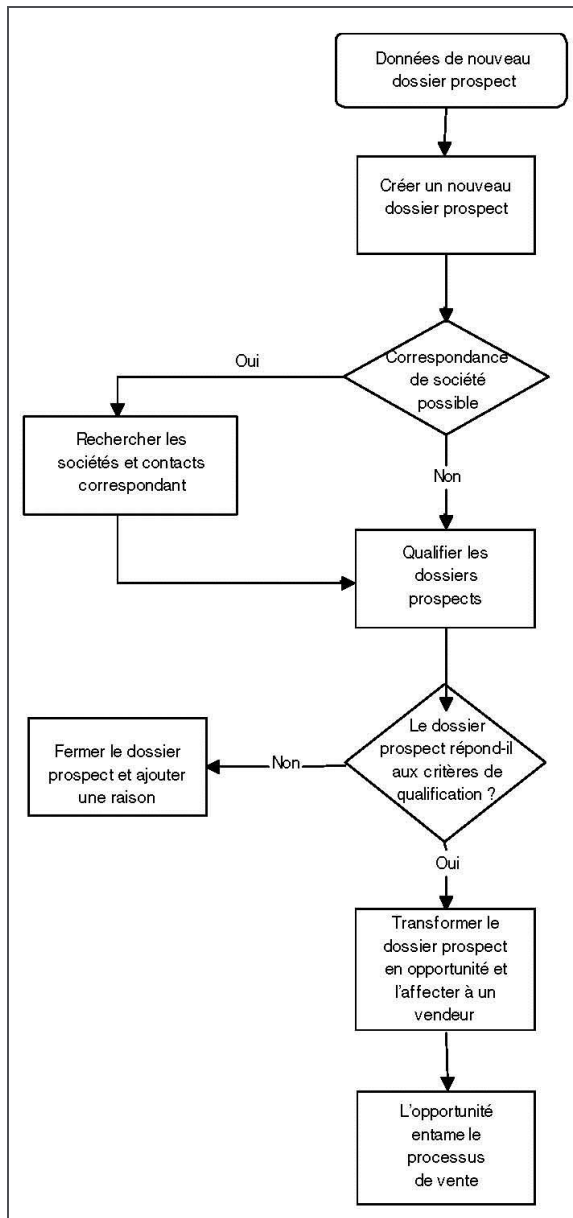 Données de nouveau
dossier prospect
Créer un nouveau
dossier prospect
Oui
Correspondance
de société
possible
Rechercher les
sociétés et contacts
correspondant
Non
Qualifier les
dossiers
prospects
Le dossier
prospect répond-il
aux critères de
qualification ?
Non
Fermer le dossier
prospect et ajouter
une raison
Oui
Transformer le
dossier prospect
en opportunité et
l'affecter à un
vendeur
L'opportunité
entame le
processus
de vente